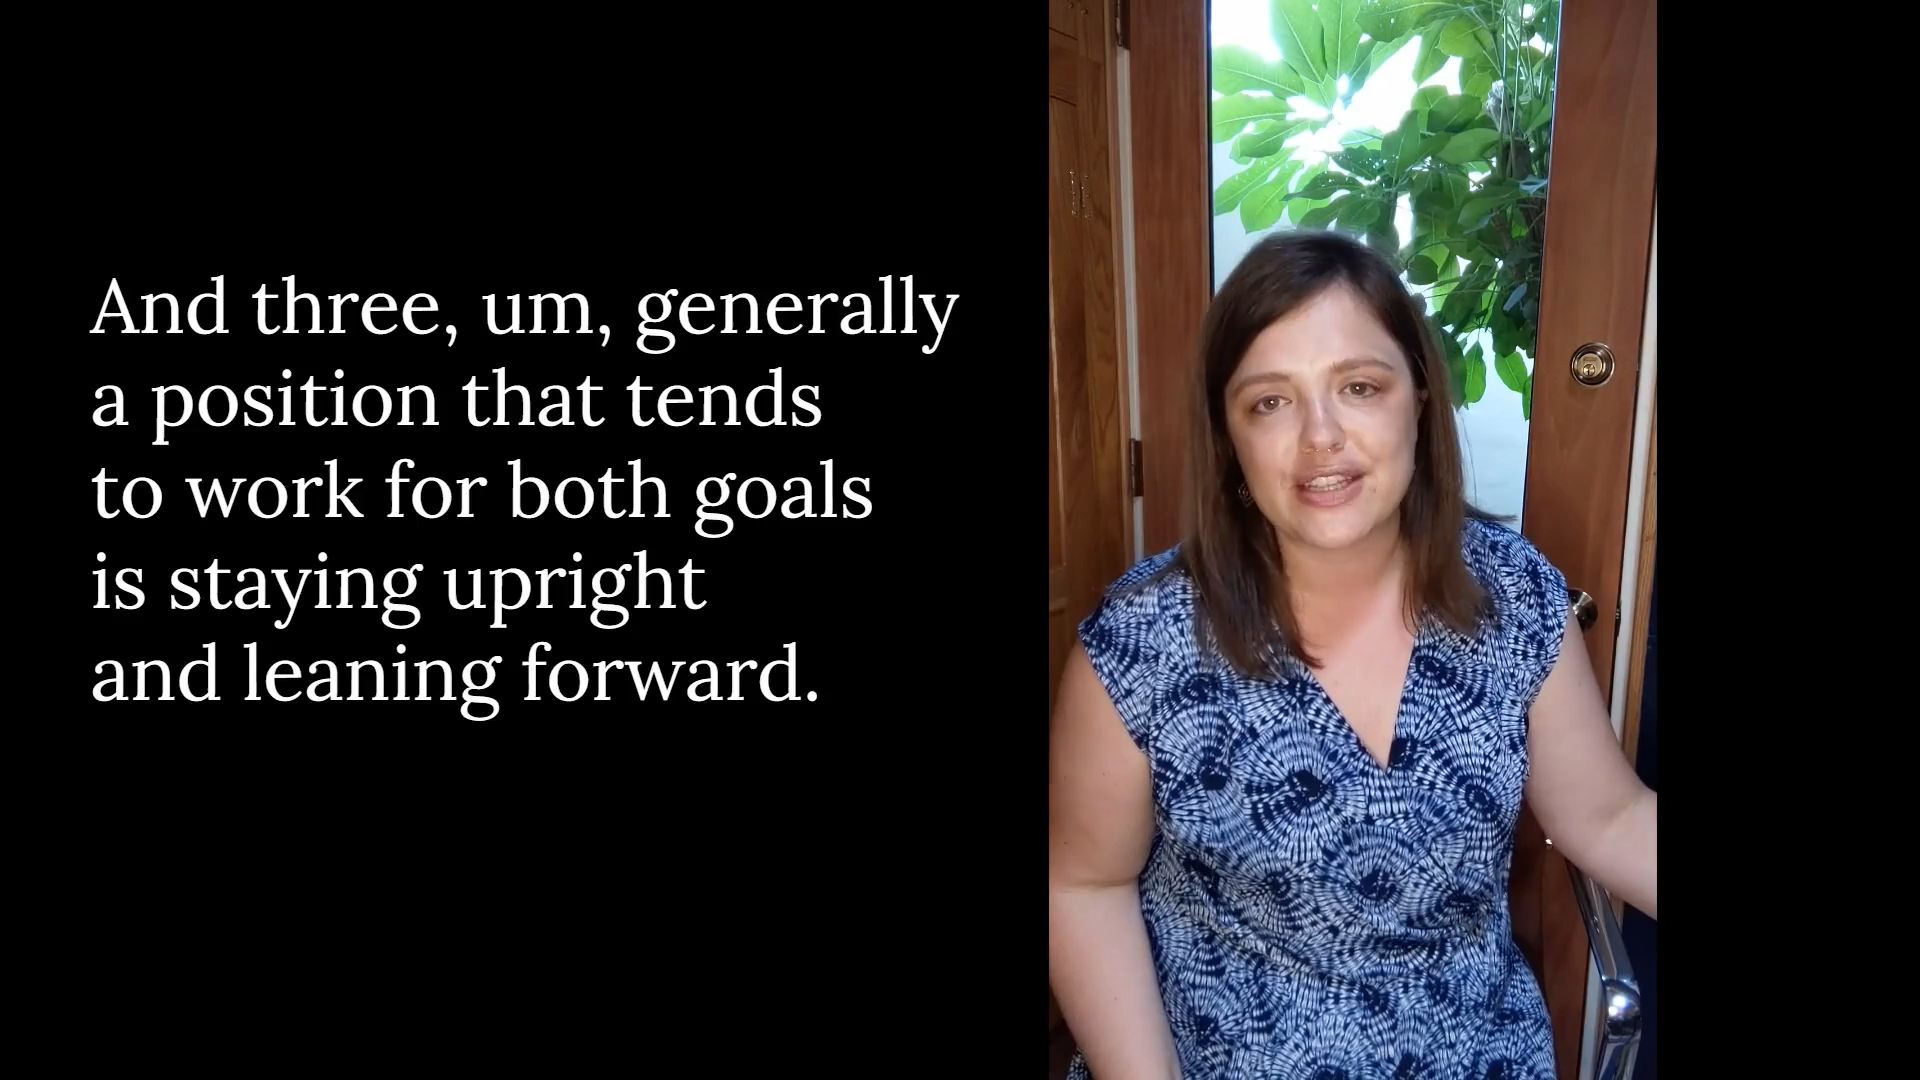 And three, um, generally
a position that tends
to work for both goals
is staying upright
and leaning forward.